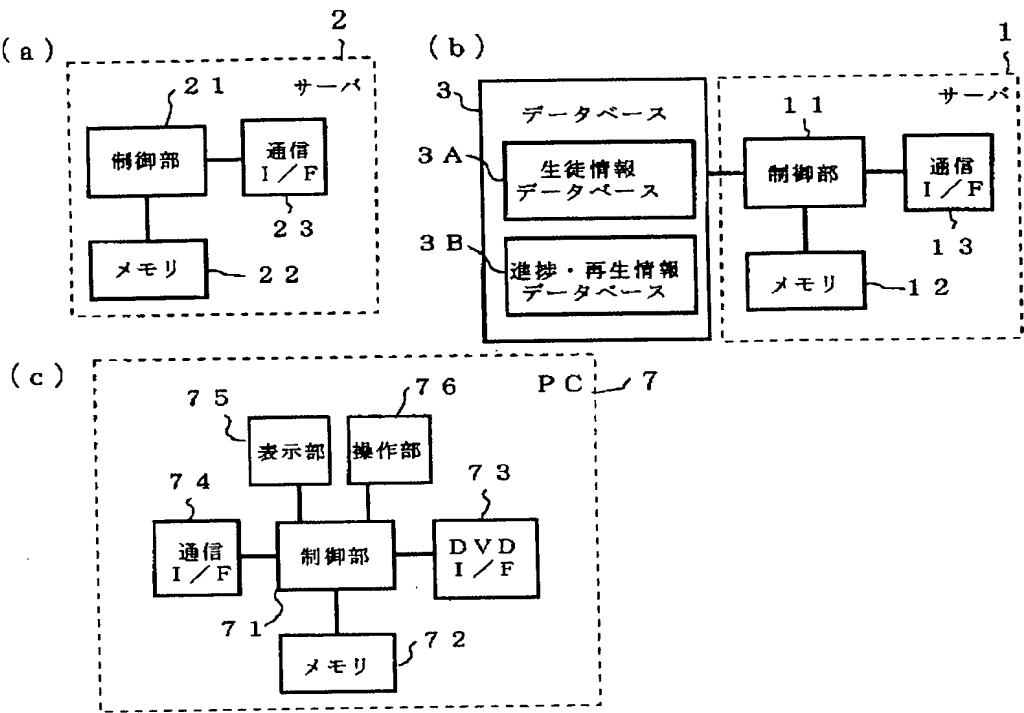 (a)
2
サーバ
21
制御部
通信
I/F
23
メモリ
22
(b)
1
サーバ
3
データベース
3A
生徒情報
データベース
3B
進捗・再生情報
データベース
11
制御部
通信
I/F
13
メモリ
12
(c)
PC
7
75
表示部
76
操作部
74
通信
I/F
制御部
71
73
DVD
I/F
メモリ
72